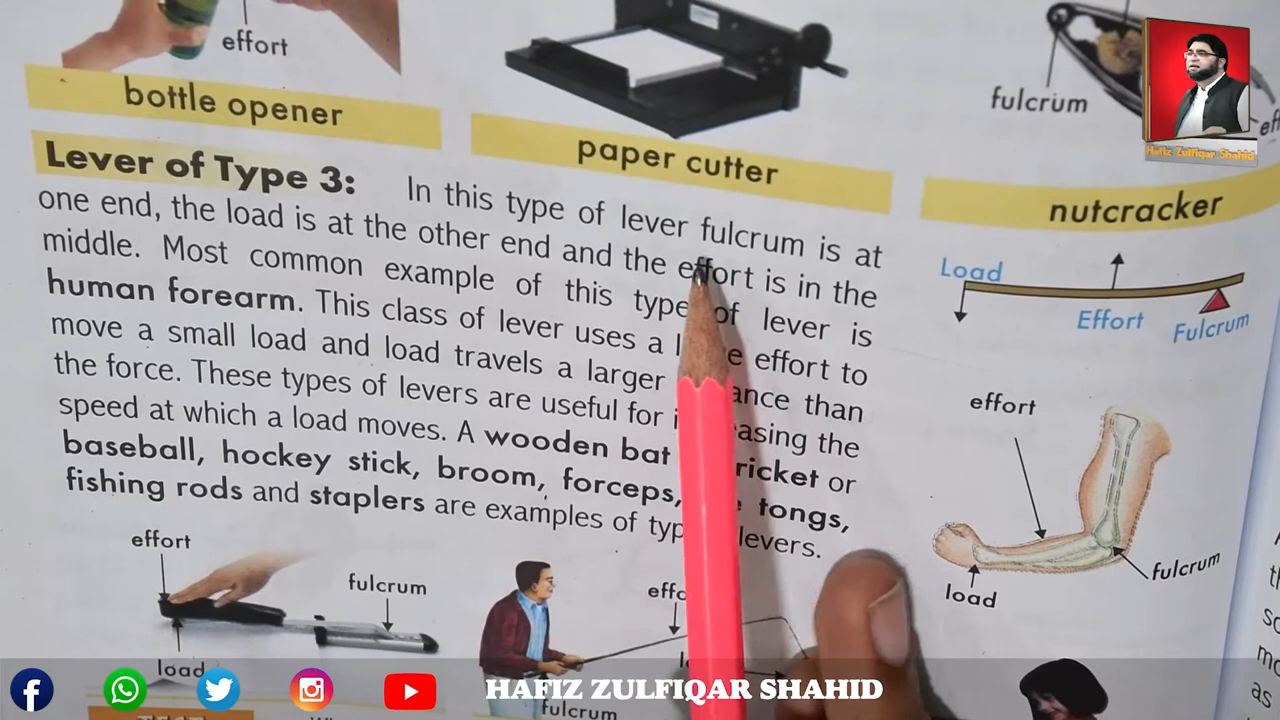 effort
fulcrum
Hafiz Zulfiqar Shahid
bottle opener
paper cutter
nutcracker
Lever of Type 3: In this type of lever fulcrum is at
one end, the load is at the other end and the effort is in the
middle. Most common example of this type of lever is
human forearm. This class of lever uses a e effort to
move a small load and load travels a larger ance than
the force. These types of levers are useful for asing the
speed at which a load moves. A wooden bat ricket or
baseball, hockey stick, broom, forceps, tongs,
fishing rods and staplers are examples of typ levers.
Load
Effort
Fulcrum
effort
fulcrum
load
effort
fulcrum
load
effo
fulcrum
HAFIZ ZULFIQAR SHAHID